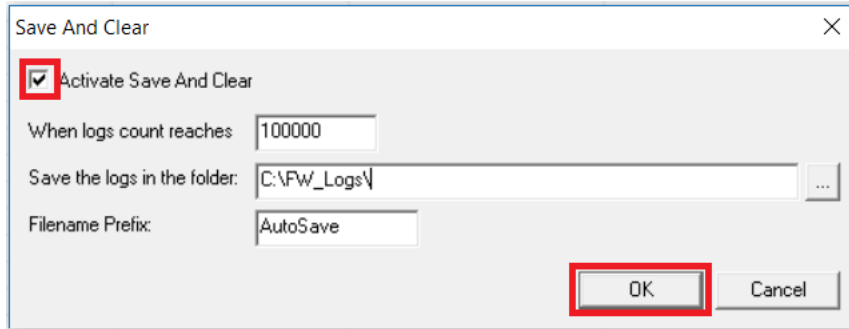 Save And Clear
Activate Save And Clear
When logs count reaches 100000
Save the logs in the folder: C:\FW_Logs\ ...
Filename Prefix: AutoSave
OK Cancel